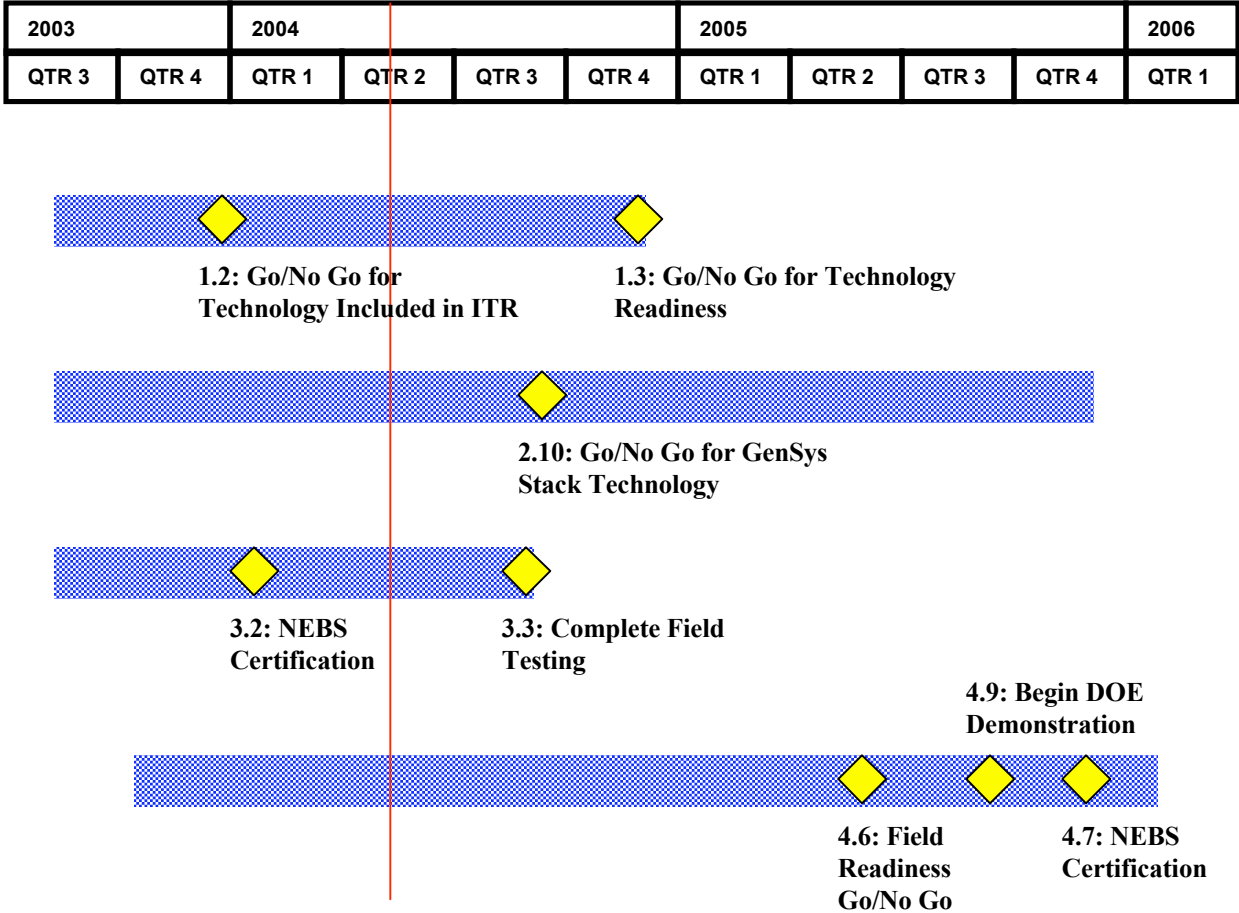 2003 2004 2005 2006
QTR 3 QTR 4 QTR 1 QTR 2 QTR 3 QTR 4 QTR 1 QTR 2 QTR 3 QTR 4 QTR 1
1.2: Go/No Go for
Technology Included in ITR
1.3: Go/No Go for Technology
Readiness
2.10: Go/No Go for GenSys
Stack Technology
3.2: NEBS
Certification
3.3: Complete Field
Testing
4.9: Begin DOE
Demonstration
4.6: Field
Readiness
Go/No Go
4.7: NEBS
Certification